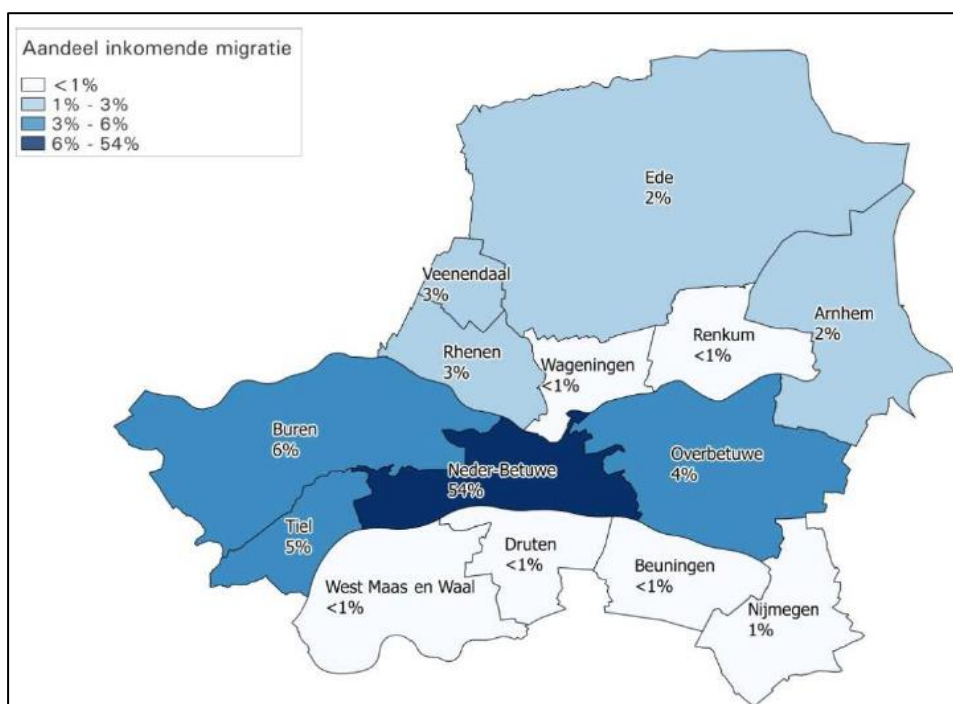 Aandeel inkomende migratie
<1%
1% - 3%
3% - 6%
6% - 54%
Ede
2%
Veenendaal
3%
Arnhem
2%
Renkum
<1%
Rhenen
3%
Wageningen
<1%
Buren
6%
Overbetuwe
4%
Neder-Betuwe
54%
Tiel
5%
Druten
<1%
Beuningen
<1%
West Maas en Waal
<1%
Nijmegen
1%